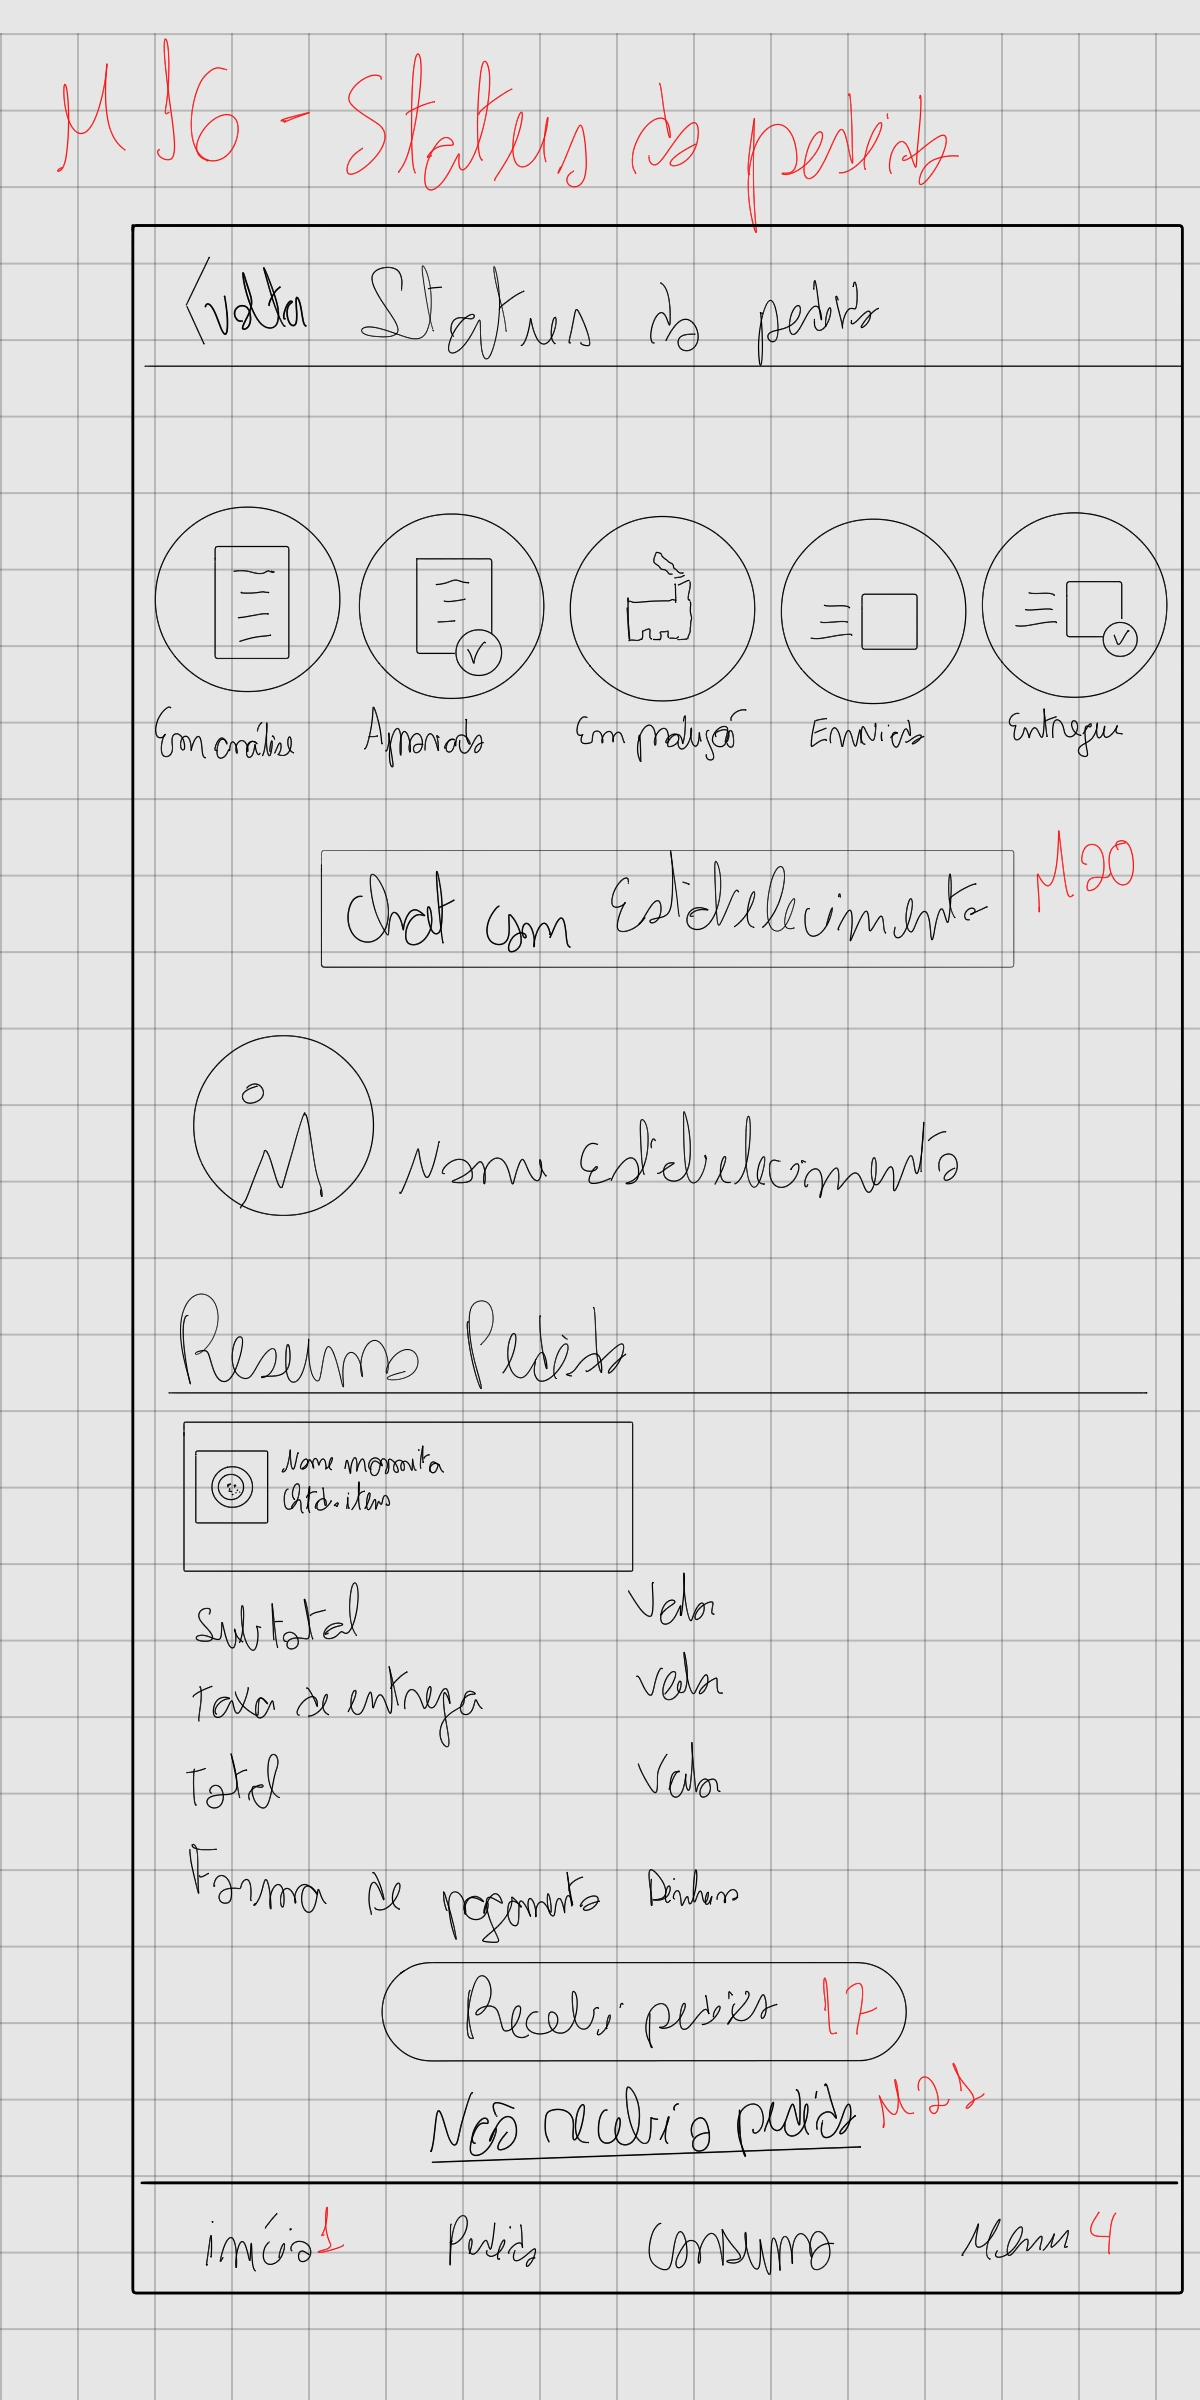 M16 - Status do pedido
< volta Status do pedido
Em análise Aprovado Em produção Enviado Entregue
Chat com Estabelecimento M20
Nome Estabelecimento
Resumo Pedido
Nome marmita
Qtd. itens
Subtotal Valor
Taxa de entrega Valor
Total Valor
Forma de pagamento Dinheiro
Recebi pedido 17
Não recebi o pedido M21
início 1 Pedido Consumo Menu 4